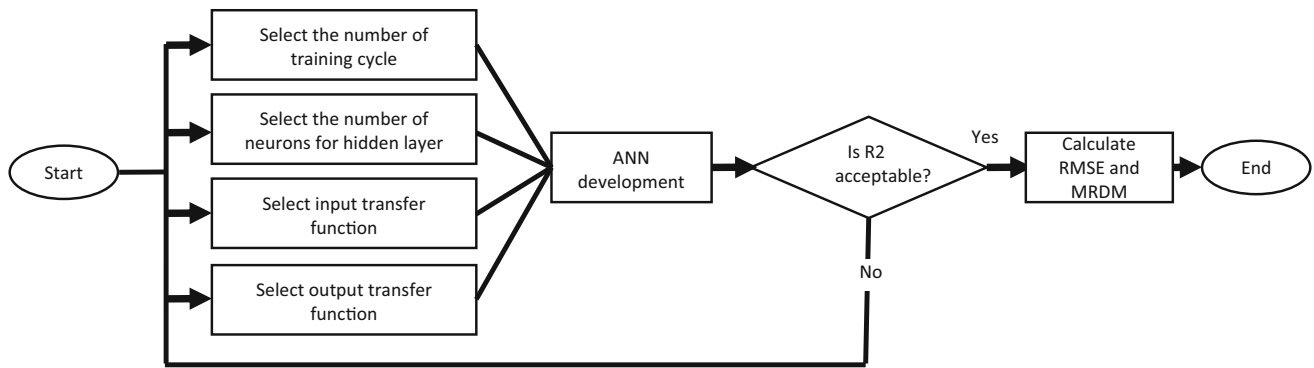 Start
Select the number of
training cycle
Select the number of
neurons for hidden layer
Select input transfer
function
Select output transfer
function
ANN
development
Is R2
acceptable?
Yes
No
Calculate
RMSE and
MRDM
End